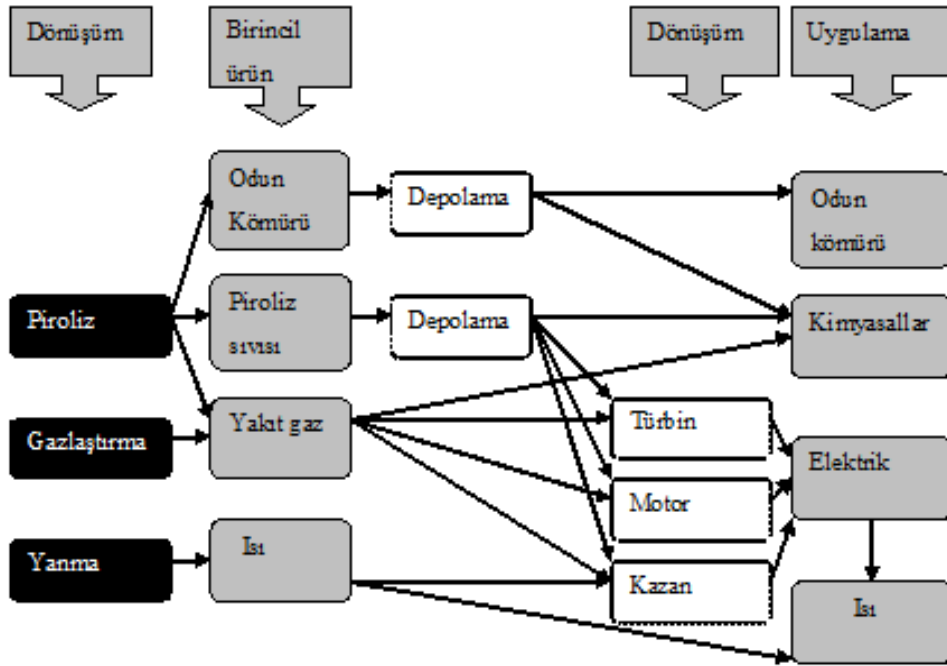 Dönüşüm
Birincil
ürün
Dönüşüm
Uygulama
Odun
Kömürü
Depolama
Odun
kömürü
Piroliz
Piroliz
sıvısı
Depolama
Kimyasallar
Gazlaştırma
Yakıt gaz
Türbin
Elektrik
Motor
Yanma
Isı
Kazan
Isı